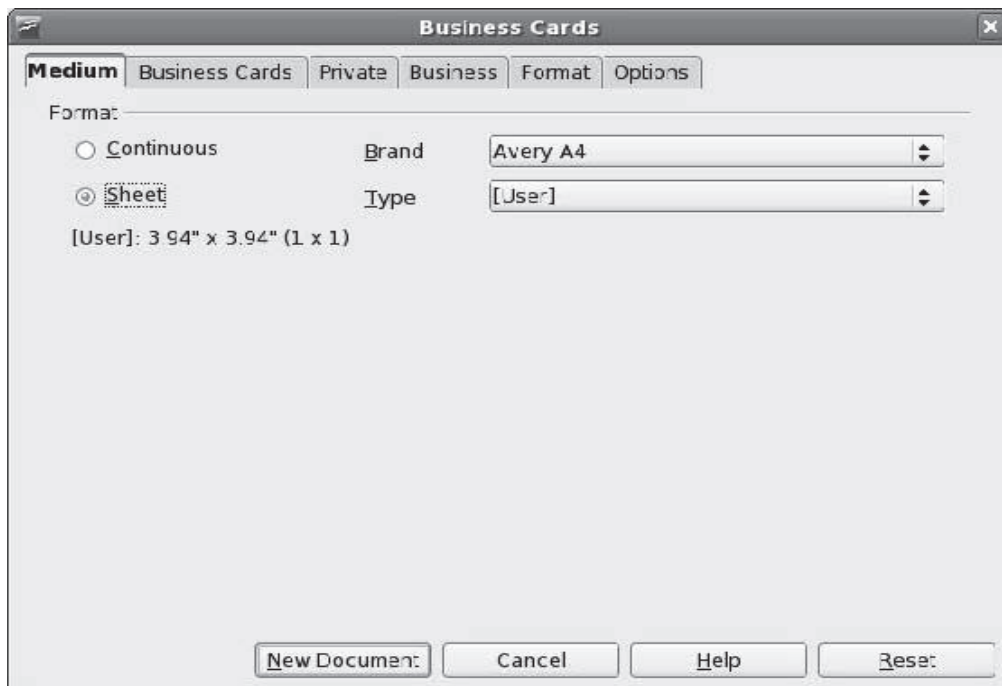 Business Cards
Medium Business Cards Private Business Format Options
Format
Continuous Brand Avery A4
Sheet Type [User]
[User]: 3.94" x 3.94" (1 x 1)
New Document Cancel Help Reset